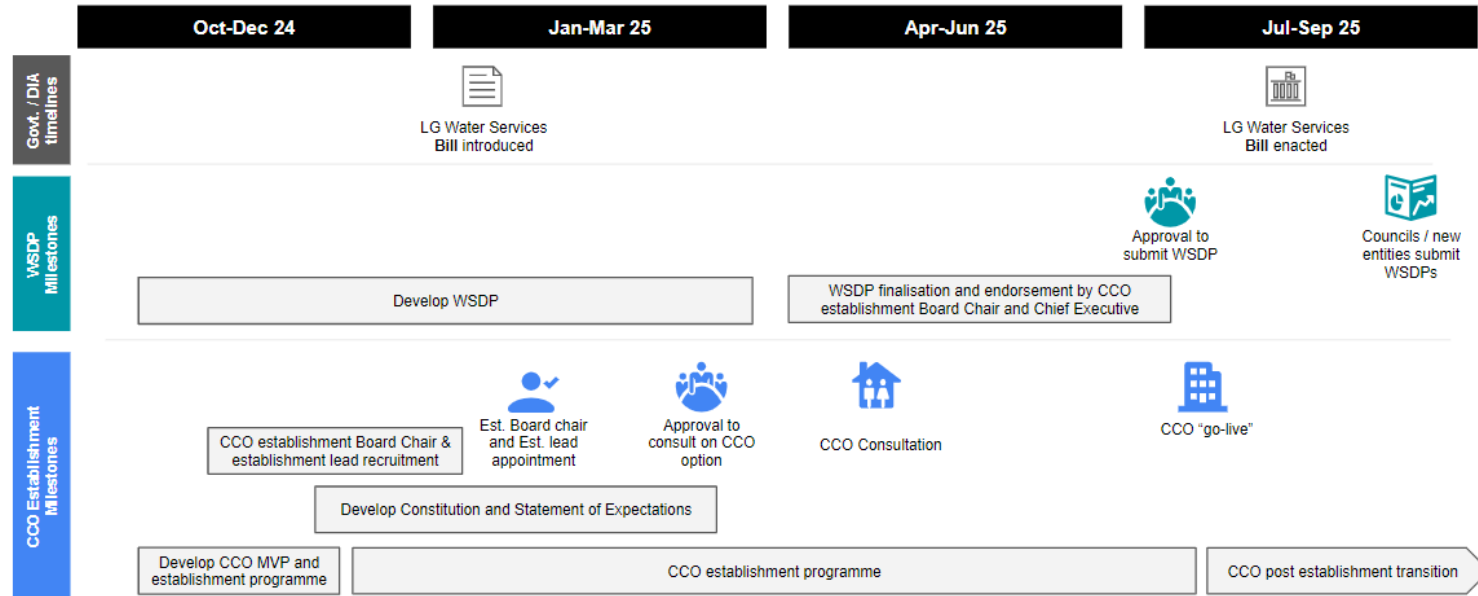 Oct-Dec 24
Jan-Mar 25
Apr-Jun 25
Jul-Sep 25
Govt. / DIA
timelines
LG Water Services
Bill introduced
LG Water Services
Bill enacted
WSDP
Milestones
Approval to
submit WSDP
Councils / new
entities submit
WSDPs
Develop WSDP
WSDP finalisation and endorsement by CCO
establishment Board Chair and Chief Executive
CCO Establishment
Milestones
CCO establishment Board Chair &
establishment lead recruitment
Est. Board chair
and Est. lead
appointment
Approval to
consult on CCO
option
CCO Consultation
CCO “go-live”
Develop Constitution and Statement of Expectations
Develop CCO MVP and
establishment programme
CCO establishment programme
CCO post establishment transition